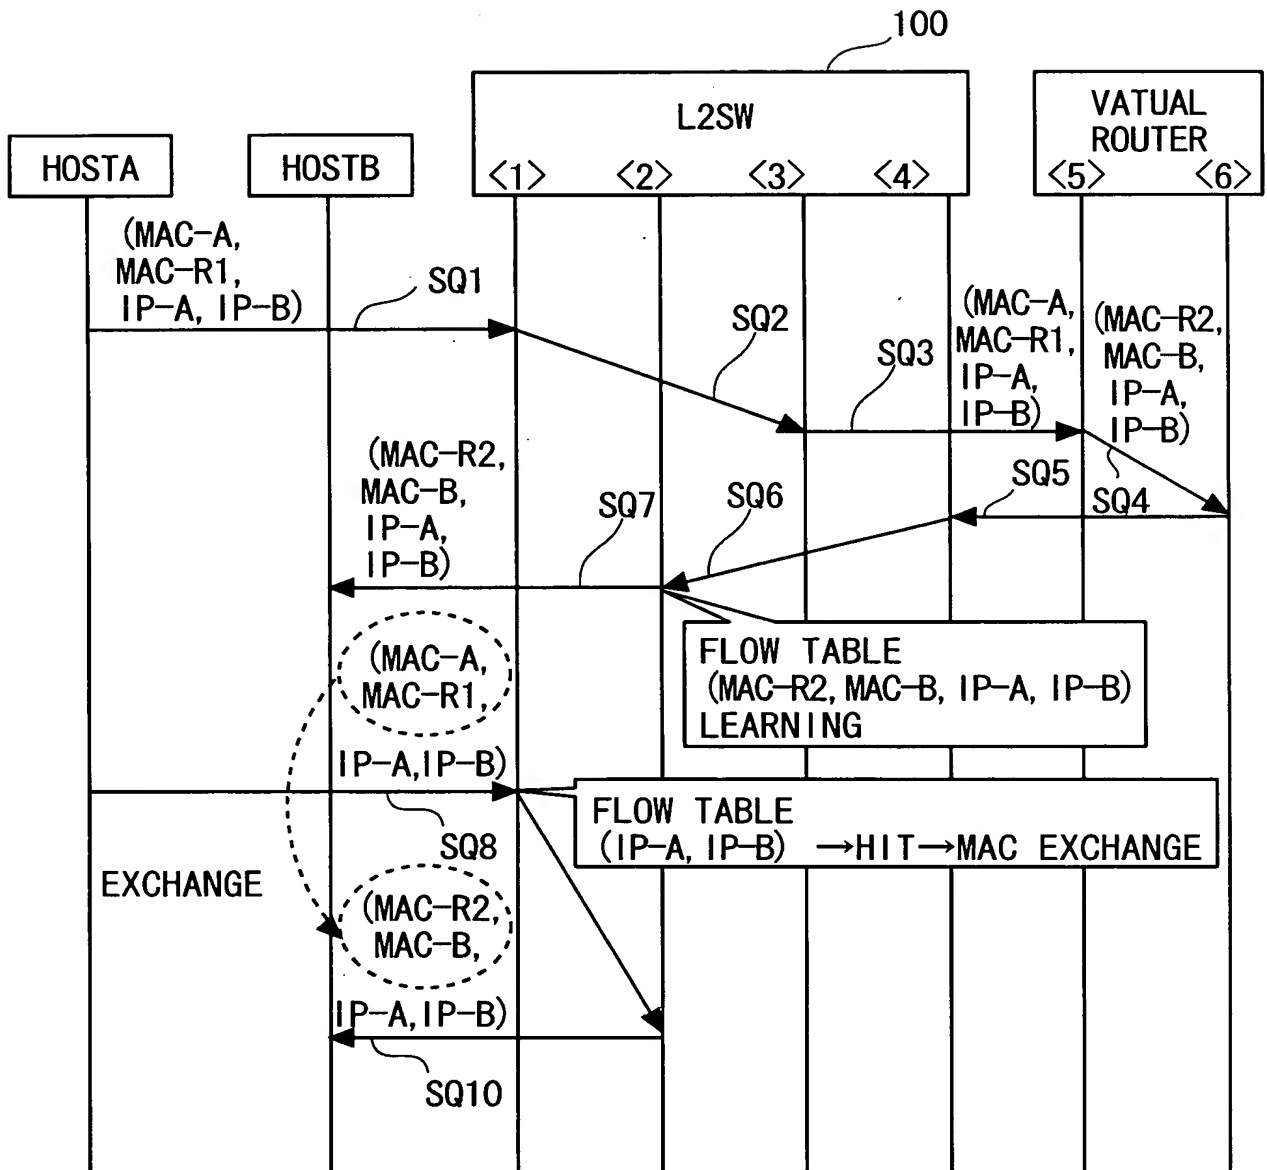 100
L2SW
VATUAL
ROUTER
HOSTA
HOSTB
<1>
<2>
<3>
<4>
<5>
<6>
(MAC-A,
MAC-R1,
IP-A, IP-B)
SQ1
SQ2
SQ3
(MAC-A,
MAC-R1,
IP-A,
IP-B)
(MAC-R2,
MAC-B,
IP-A,
IP-B)
SQ4
SQ5
SQ6
SQ7
(MAC-R2,
MAC-B,
IP-A,
IP-B)
FLOW TABLE
(MAC-R2, MAC-B, IP-A, IP-B)
LEARNING
(MAC-A,
MAC-R1,
IP-A, IP-B)
SQ8
FLOW TABLE
(IP-A, IP-B) →HIT→MAC EXCHANGE
EXCHANGE
(MAC-R2,
MAC-B,
IP-A, IP-B)
SQ10